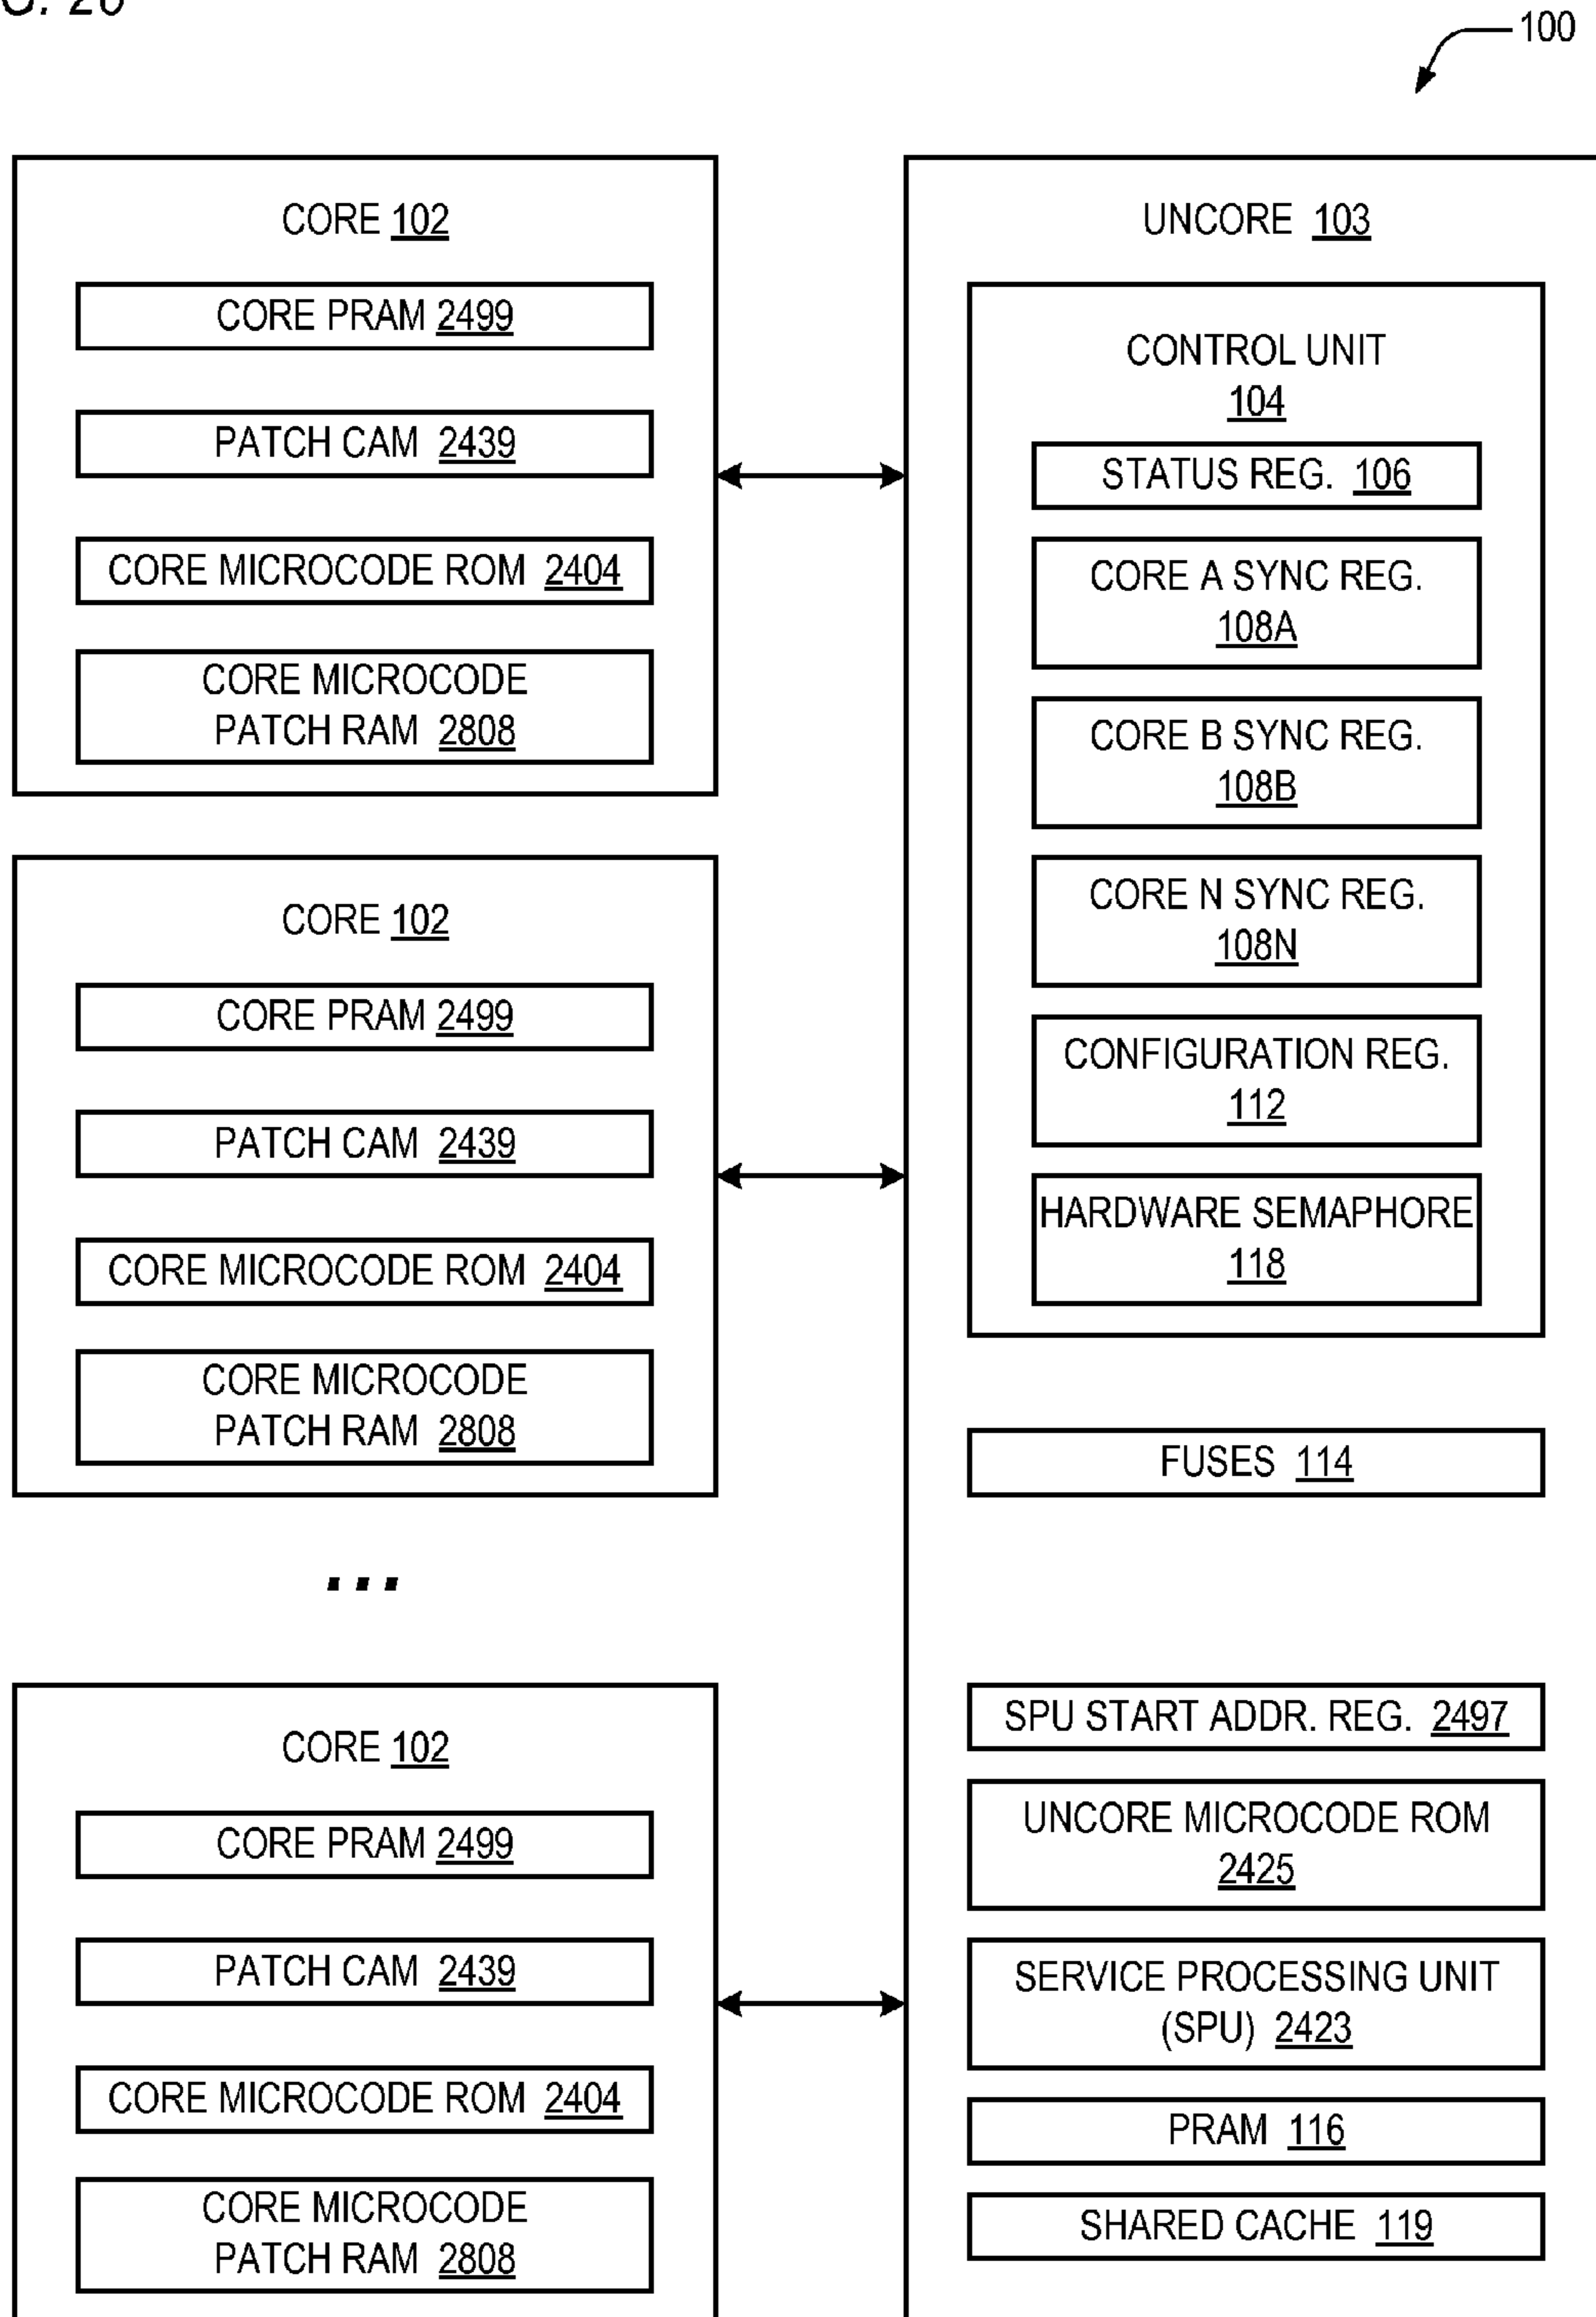 100
CORE 102
CORE PRAM 2499
PATCH CAM 2439
CORE MICROCODE ROM 2404
CORE MICROCODE
PATCH RAM 2808
CORE 102
CORE PRAM 2499
PATCH CAM 2439
CORE MICROCODE ROM 2404
CORE MICROCODE
PATCH RAM 2808
...
CORE 102
CORE PRAM 2499
PATCH CAM 2439
CORE MICROCODE ROM 2404
CORE MICROCODE
PATCH RAM 2808
UNCORE 103
CONTROL UNIT
104
STATUS REG. 106
CORE A SYNC REG.
108A
CORE B SYNC REG.
108B
CORE N SYNC REG.
108N
CONFIGURATION REG.
112
HARDWARE SEMAPHORE
118
FUSES 114
SPU START ADDR. REG. 2497
UNCORE MICROCODE ROM
2425
SERVICE PROCESSING UNIT
(SPU) 2423
PRAM 116
SHARED CACHE 119